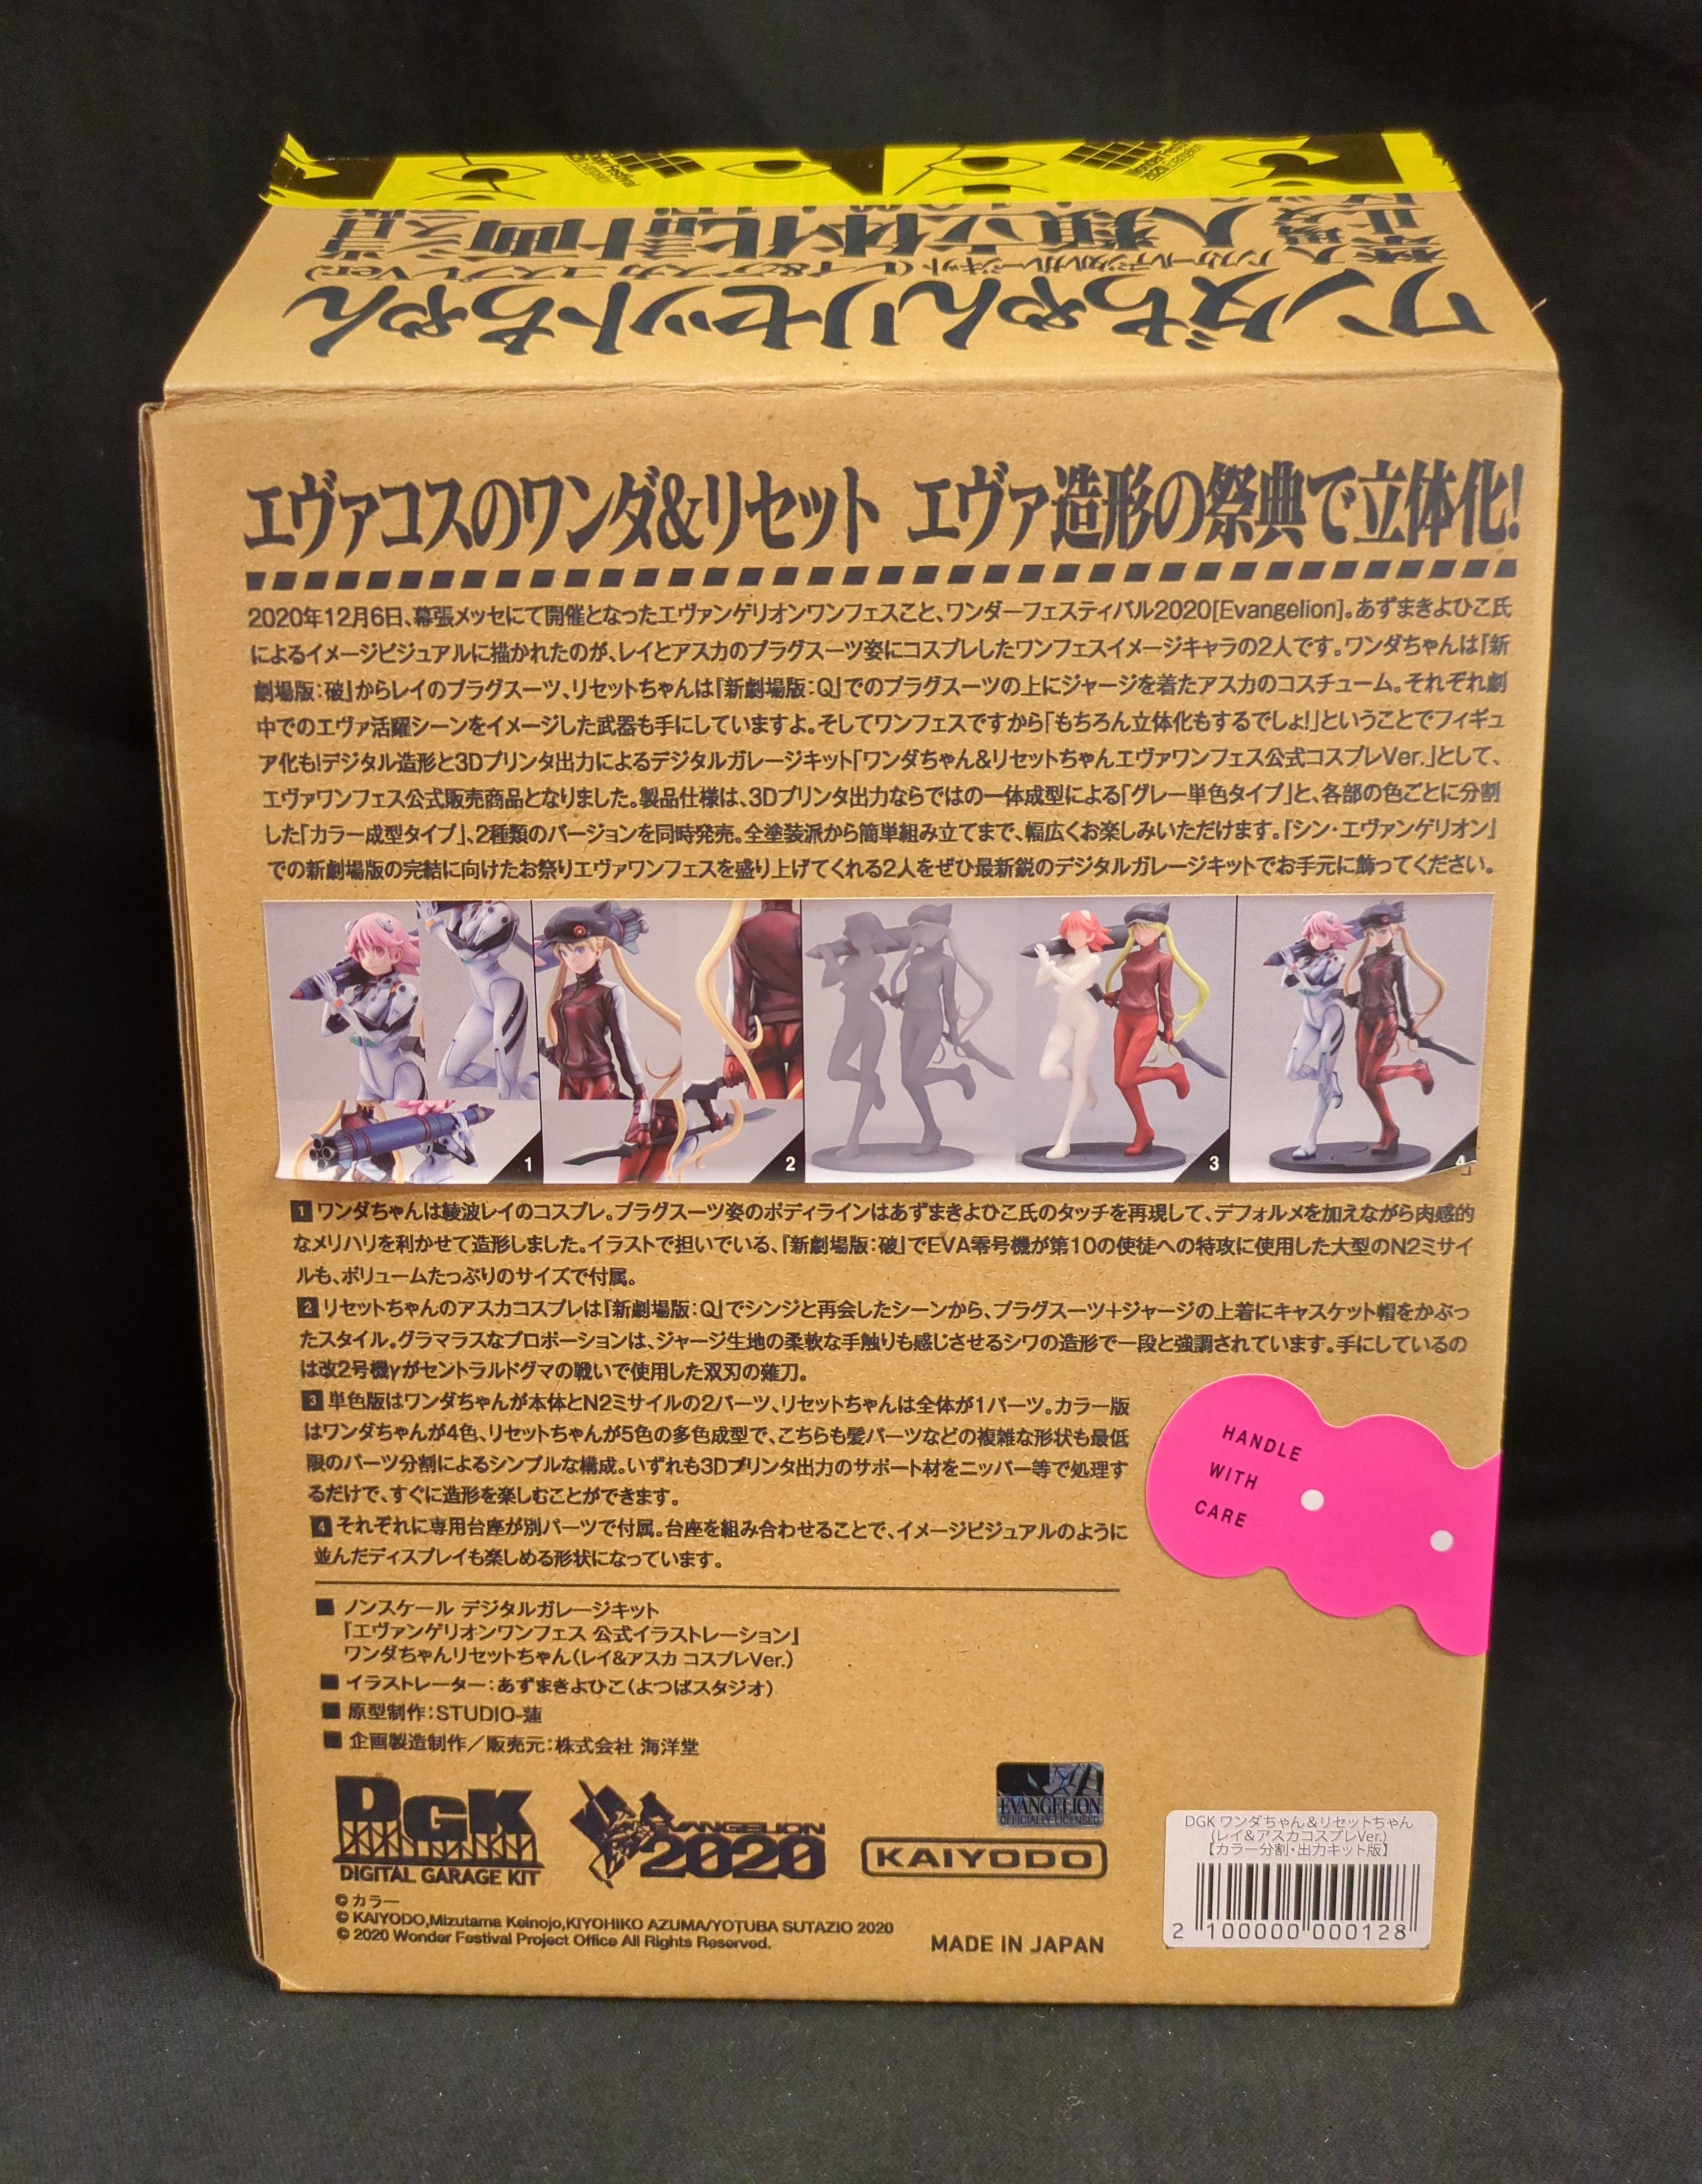 ワンダちゃんリセットちゃん
エヴァコスのワンダ&リセット エヴァ造形の祭典で立体化!
2020年12月6日、幕張メッセにて開催となったエヴァンゲリオンワンフェスこと、ワンダーフェスティバル2020[Evangelion]。あずまきよひこ氏
によるイメージビジュアルに描かれたのが、レイとアスカのプラグスーツ姿にコスプレしたワンフェスイメージキャラの2人です。ワンダちゃんは『新
劇場版:破』からレイのプラグスーツ、リセットちゃんは『新劇場版:Q』でのプラグスーツの上にジャージを着たアスカのコスチューム。それぞれ劇
中でのエヴァ活躍シーンをイメージした武器も手にしていますよ。そしてワンフェスですから「もちろん立体化もするでしょ!」ということでフィギュ
ア化も!デジタル造形と3Dプリンタ出力によるデジタルガレージキット「ワンダちゃん&リセットちゃんエヴァワンフェス公式コスプレVer.」として、
エヴァワンフェス公式販売商品となりました。製品仕様は、3Dプリンタ出力ならではの一体成型による「グレー単色タイプ」と、各部の色ごとに分割
した「カラー成型タイプ」、2種類のバージョンを同時発売。全塗装派から簡単組み立てまで、幅広くお楽しみいただけます。『シン・エヴァンゲリオン』
での新劇場版の完結に向けたお祭りエヴァワンフェスを盛り上げてくれる2人をぜひ最新鋭のデジタルガレージキットでお手元に飾ってください。
1 2 3 4
1 ワンダちゃんは綾波レイのコスプレ。プラグスーツ姿のボディラインはあずまきよひこ氏のタッチを再現して、デフォルメを加えながら肉感的
なメリハリを利かせて造形しました。イラストで担いでいる、『新劇場版:破』でEVA零号機が第10の使徒への特攻に使用した大型のN2ミサイ
ルも、ボリュームたっぷりのサイズで付属。
2 リセットちゃんのアスカコスプレは『新劇場版:Q』でシンジと再会したシーンから、プラグスーツ+ジャージの上着にキャスケット帽をかぶっ
たスタイル。グラマラスなプロポーションは、ジャージ生地の柔軟な手触りも感じさせるシワの造形で一段と強調されています。手にしているの
は改2号機γがセントラルドグマの戦いで使用した双刃の薙刀。
3 単色版はワンダちゃんが本体とN2ミサイルの2パーツ、リセットちゃんは全体が1パーツ。カラー版
はワンダちゃんが4色、リセットちゃんが5色の多色成型で、こちらも髪パーツなどの複雑な形状も最低
限のパーツ分割によるシンプルな構成。いずれも3Dプリンタ出力のサポート材をニッパー等で処理す
るだけで、すぐに造形を楽しむことができます。
4 それぞれに専用台座が別パーツで付属。台座を組み合わせることで、イメージビジュアルのように
並んだディスプレイも楽しめる形状になっています。
HANDLE
WITH
CARE
■ ノンスケール デジタルガレージキット
『エヴァンゲリオンワンフェス 公式イラストレーション』
ワンダちゃんリセットちゃん(レイ&アスカ コスプレVer.)
■ イラストレーター:あずまきよひこ(よつばスタジオ)
■ 原型制作:STUDIO-蓮
■ 企画製造制作/販売元:株式会社 海洋堂
DGK
DIGITAL GARAGE KIT
EVANGELION
2020
EVANGELION
OFFICIALLY LICENSED
KAIYODO
© カラー
© KAIYODO,Mizutama Keinojo,KIYOHIKO AZUMA/YOTUBA SUTAZIO 2020
© 2020 Wonder Festival Project Office All Rights Reserved.
MADE IN JAPAN
DGK ワンダちゃん&リセットちゃん
(レイ&アスカコスプレVer.)
【カラー分割・出力キット版】
2 100000 000128